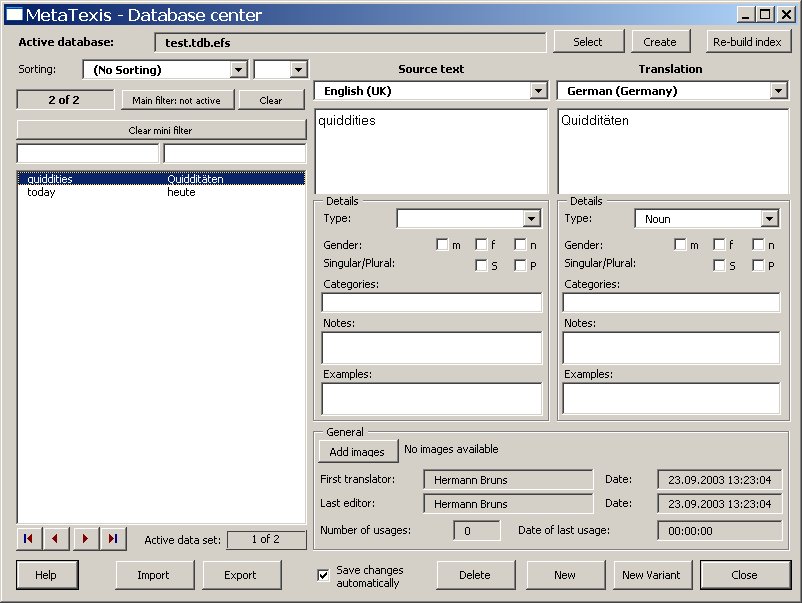 MetaTexis - Database center
Active database: test.tdb.efs Select Create Re-build index
Sorting: (No Sorting) Source text Translation
English (UK) German (Germany)
2 of 2 Main filter: not active Clear
Clear mini filter
quiddities Quidditäten
quiddities Quidditäten
today heute
Details Details
Type: Type: Noun
Gender: m f n Gender: m f n
Singular/Plural: S P Singular/Plural: S P
Categories: Categories:
Notes: Notes:
Examples: Examples:
General
Add images No images available
First translator: Hermann Bruns Date: 23.09.2003 13:23:04
Last editor: Hermann Bruns Date: 23.09.2003 13:23:04
Number of usages: 0 Date of last usage: 00:00:00
Active data set: 1 of 2
Help Import Export Save changes
automatically Delete New New Variant Close